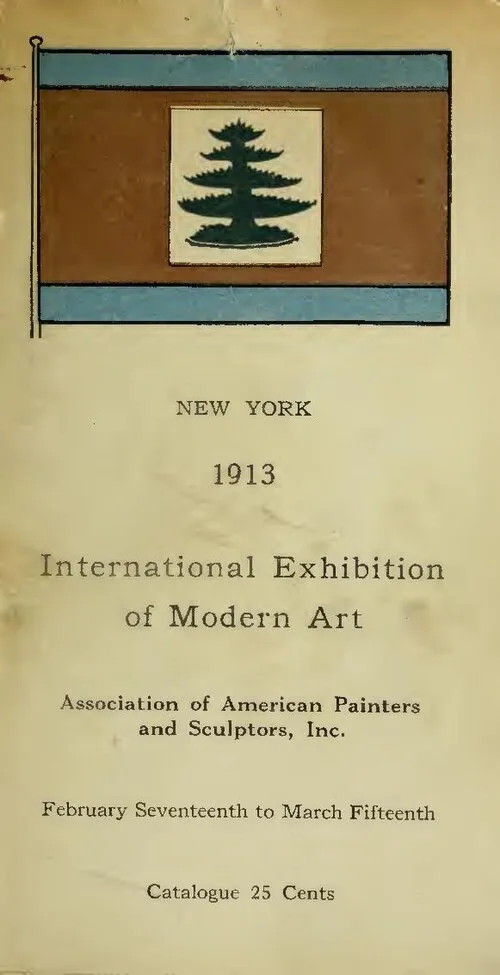 NEW YORK
1913
International Exhibition
of Modern Art
Association of American Painters
and Sculptors, Inc.
February Seventeenth to March Fifteenth
Catalogue 25 Cents